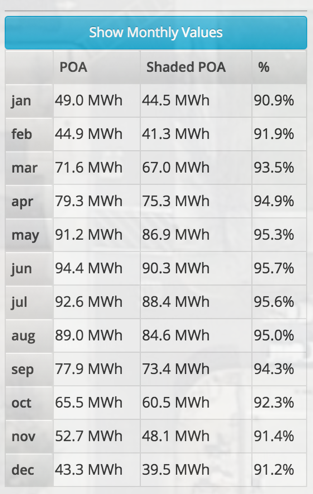 Show Monthly Values
POA Shaded POA %
jan 49.0 MWh 44.5 MWh 90.9%
feb 44.9 MWh 41.3 MWh 91.9%
mar 71.6 MWh 67.0 MWh 93.5%
apr 79.3 MWh 75.3 MWh 94.9%
may 91.2 MWh 86.9 MWh 95.3%
jun 94.4 MWh 90.3 MWh 95.7%
jul 92.6 MWh 88.4 MWh 95.6%
aug 89.0 MWh 84.6 MWh 95.0%
sep 77.9 MWh 73.4 MWh 94.3%
oct 65.5 MWh 60.5 MWh 92.3%
nov 52.7 MWh 48.1 MWh 91.4%
dec 43.3 MWh 39.5 MWh 91.2%